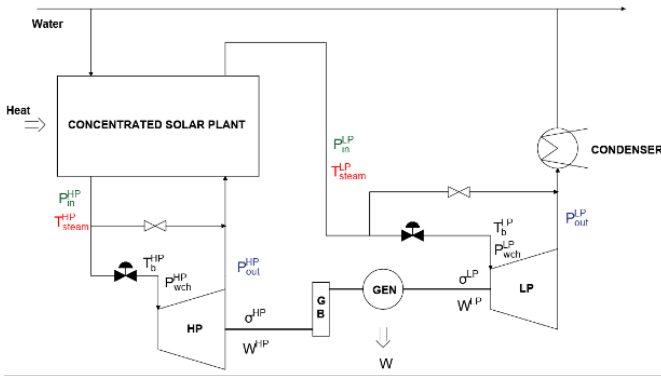 Water
Heat
CONCENTRATED SOLAR PLANT
CONDENSER
P_in^LP
T_steam^LP
P_in^HP
T_steam^HP
P_out^LP
T_b^LP
P_wch^LP
T_b^HP
P_wch^HP
P_out^HP
HP
σ^HP
W^HP
G
B
GEN
W
σ^LP
W^LP
LP